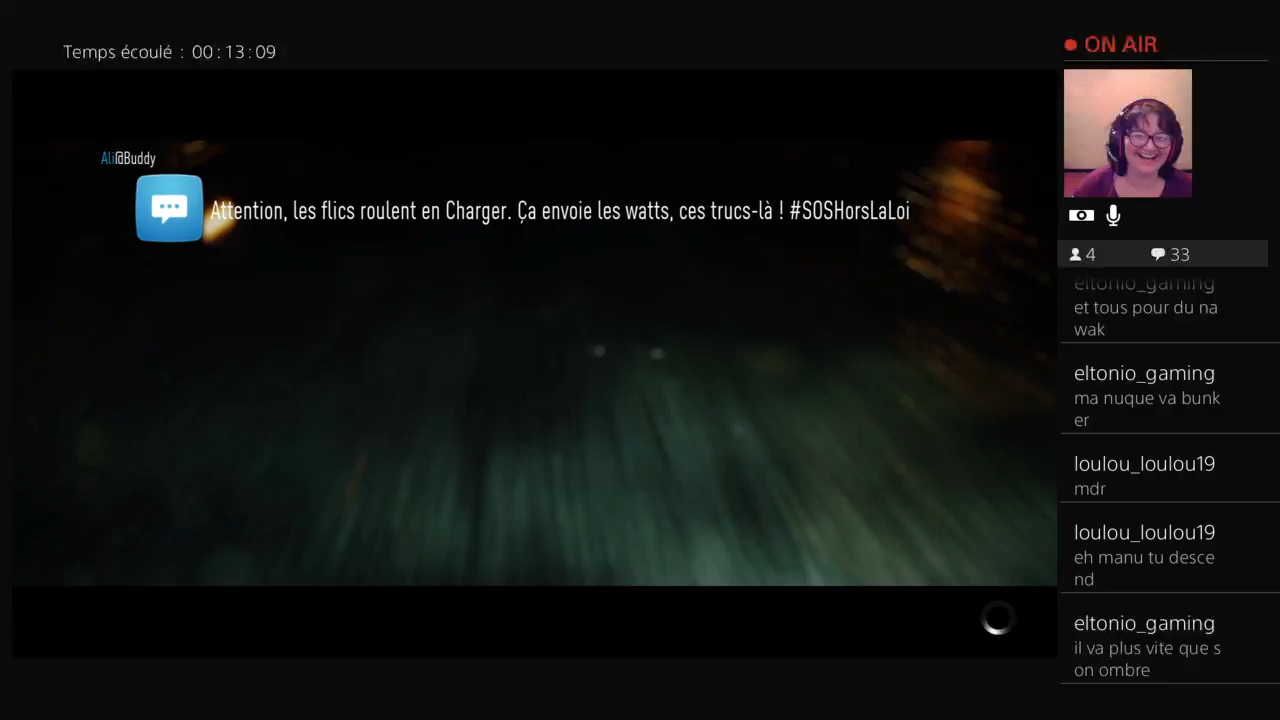 Temps écoulé : 00:13:09
Ali@Buddy
Attention, les flics roulent en Charger. Ça envoie les watts, ces trucs-là ! #SOSHorsLaLoi
ON AIR
4 33
eltonio_gaming
et tous pour du na
wak
eltonio_gaming
ma nuque va bunk
er
loulou_loulou19
mdr
loulou_loulou19
eh manu tu desce
nd
eltonio_gaming
il va plus vite que s
on ombre